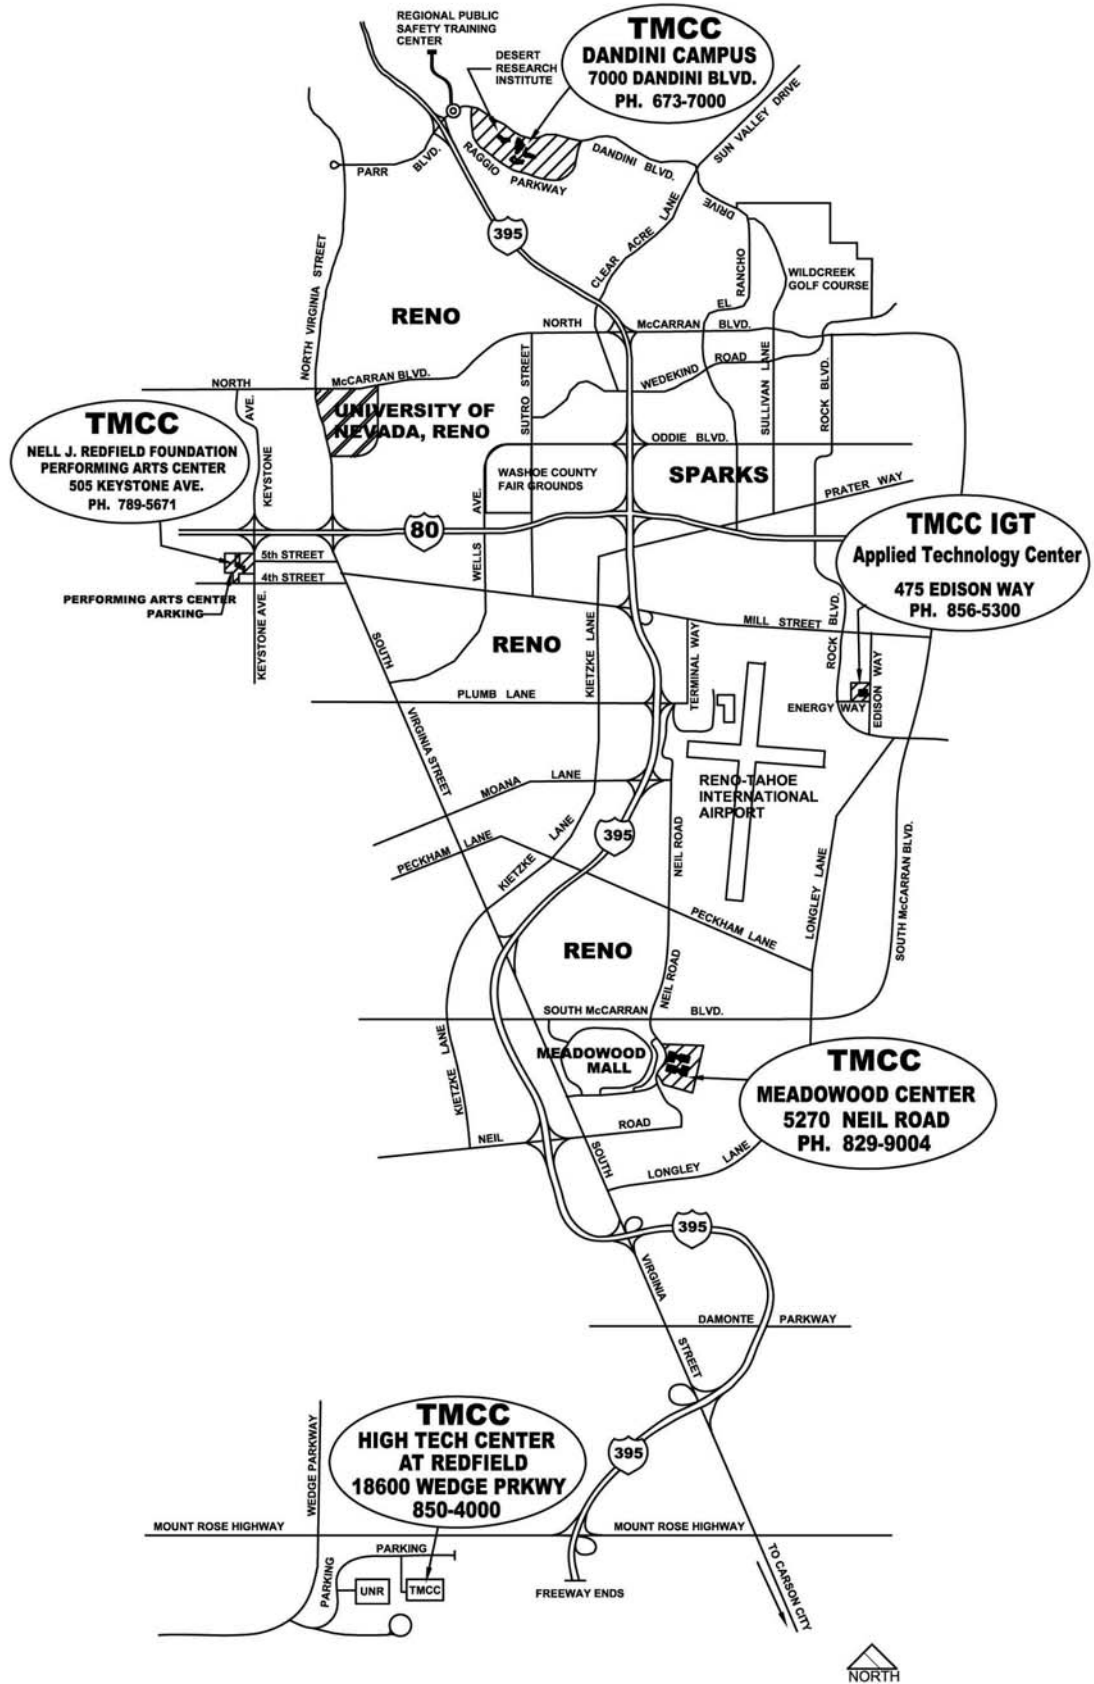 REGIONAL PUBLIC
SAFETY TRAINING
CENTER
DESERT
RESEARCH
INSTITUTE
TMCC
DANDINI CAMPUS
7000 DANDINI BLVD.
PH. 673-7000
SUN VALLEY DRIVE
PARR BLVD.
RAGGIO PARKWAY
DANDINI BLVD.
395
CLEAR ACRE LANE
DRIVE
EL RANCHO
WILDCREEK
GOLF COURSE
NORTH VIRGINIA STREET
RENO
NORTH McCARRAN BLVD.
SUTRO STREET
WEDEKIND ROAD
SULLIVAN LANE
ROCK BLVD.
NORTH McCARRAN BLVD.
UNIVERSITY OF
NEVADA, RENO
KEYSTONE AVE.
TMCC
NELL J. REDFIELD FOUNDATION
PERFORMING ARTS CENTER
505 KEYSTONE AVE.
PH. 789-5671
ODDIE BLVD.
WASHOE COUNTY
FAIR GROUNDS
SPARKS
PRATER WAY
WELLS AVE.
80
TMCC IGT
Applied Technology Center
475 EDISON WAY
PH. 856-5300
5th STREET
4th STREET
PERFORMING ARTS CENTER
PARKING
KEYSTONE AVE.
SOUTH VIRGINIA STREET
RENO
KIETZKE LANE
MILL STREET
TERMINAL WAY
ROCK BLVD.
EDISON WAY
ENERGY WAY
PLUMB LANE
MOANA LANE
RENO-TAHOE
INTERNATIONAL
AIRPORT
395
PECKHAM LANE
KIETZKE LANE
NEIL ROAD
LONGLEY LANE
SOUTH McCARRAN BLVD.
PECKHAM LANE
RENO
NEIL ROAD
SOUTH McCARRAN BLVD.
KIETZKE LANE
MEADOWOOD
MALL
TMCC
MEADOWOOD CENTER
5270 NEIL ROAD
PH. 829-9004
NEIL ROAD
LONGLEY LANE
SOUTH VIRGINIA STREET
395
DAMONTE PARKWAY
TMCC
HIGH TECH CENTER
AT REDFIELD
18600 WEDGE PRKWY
850-4000
WEDGE PARKWAY
395
MOUNT ROSE HIGHWAY
MOUNT ROSE HIGHWAY
PARKING
PARKING
UNR
TMCC
FREEWAY ENDS
TO CARSON CITY
NORTH